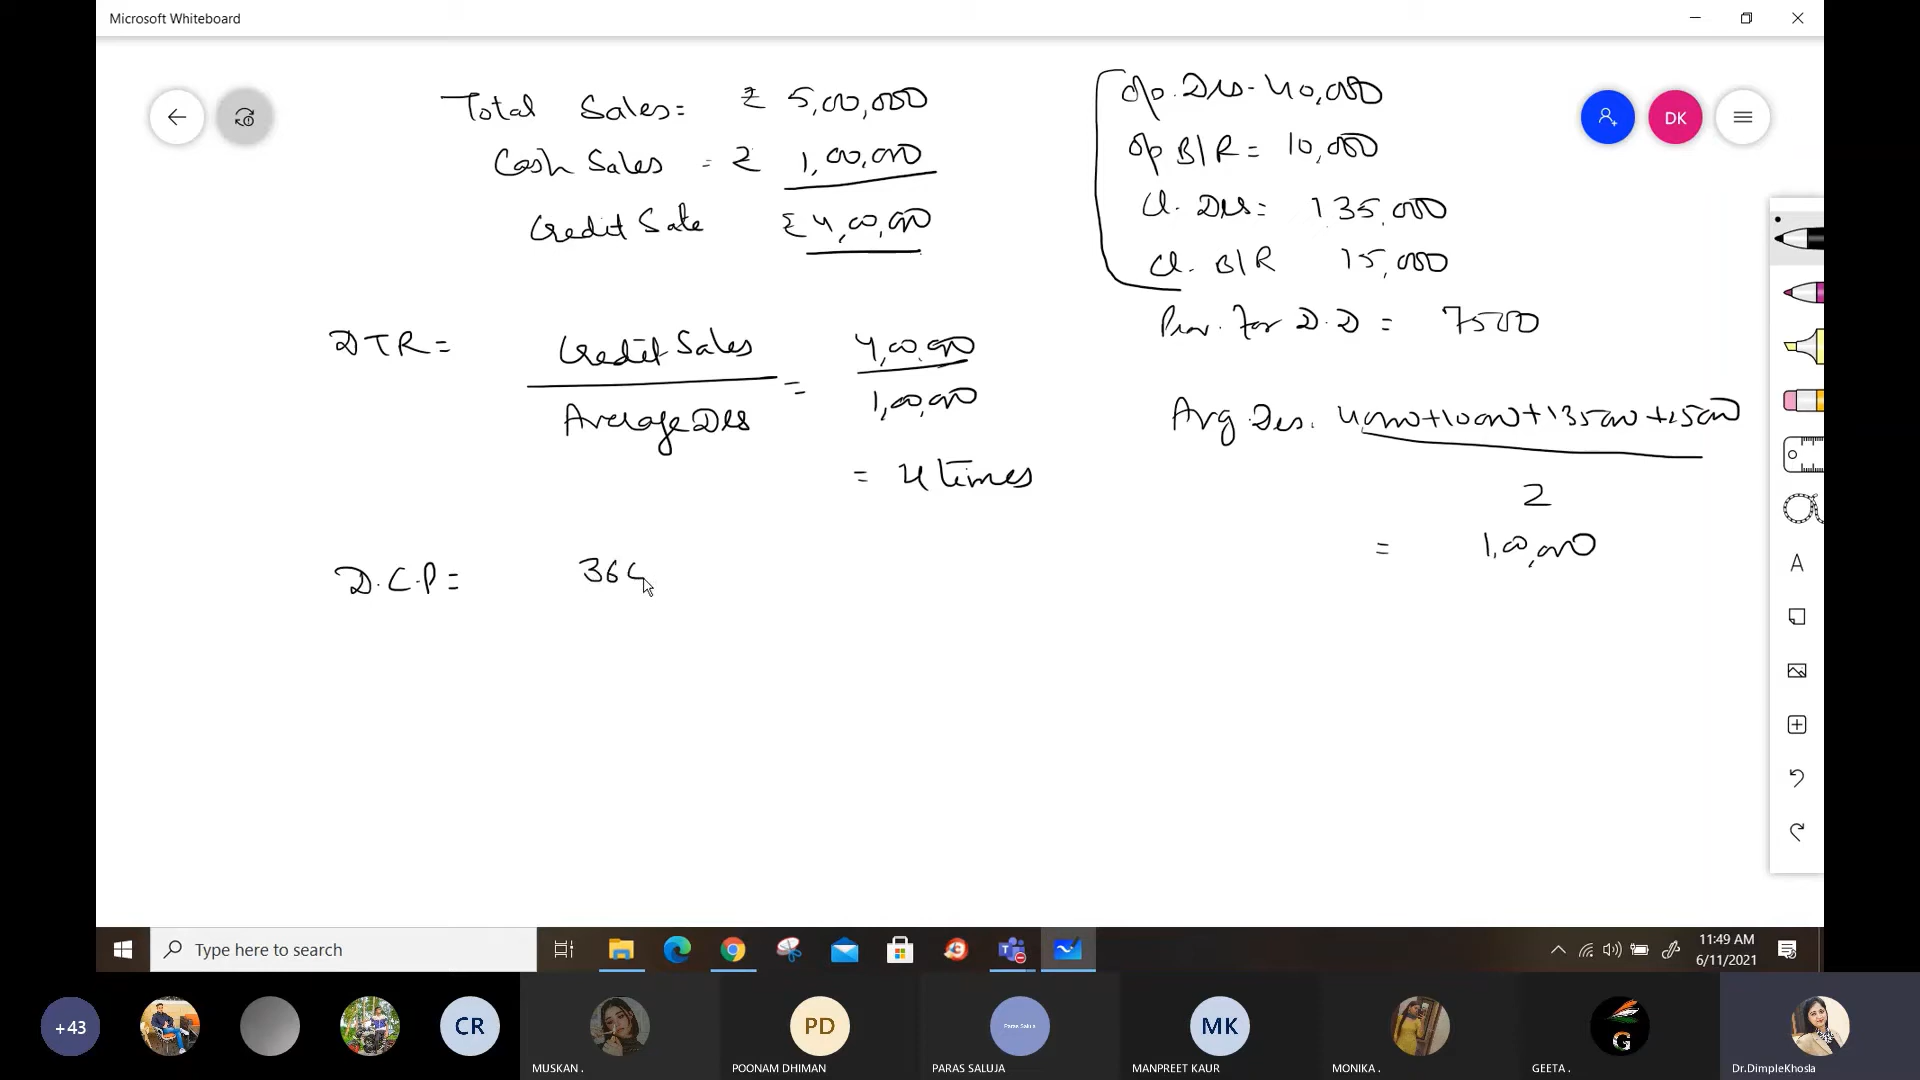 Microsoft Whiteboard
Total Sales = ₹ 5,00,000
Cash Sales = ₹ 1,00,000
Credit Sale ₹ 4,00,000
DTR = Credit Sales = 4,00,000
Average Drs 1,00,000
= 4 times
D.C.P =
Op. Drs - 40,000
Op B/R = 10,000
Cl. Drs = 135,000
Cl. B/R 15,000
Prov. for D.D = 7500
Avg Drs. 40000+10000+135000+15000
2
= 1,00,000
DK
A
Type here to search
11:49 AM
6/11/2021
+43
CR
MUSKAN .
PD
POONAM DHIMAN
Paras Saluja
PARAS SALUJA
MK
MANPREET KAUR
MONIKA .
G
GEETA .
Dr.DimpleKhosla